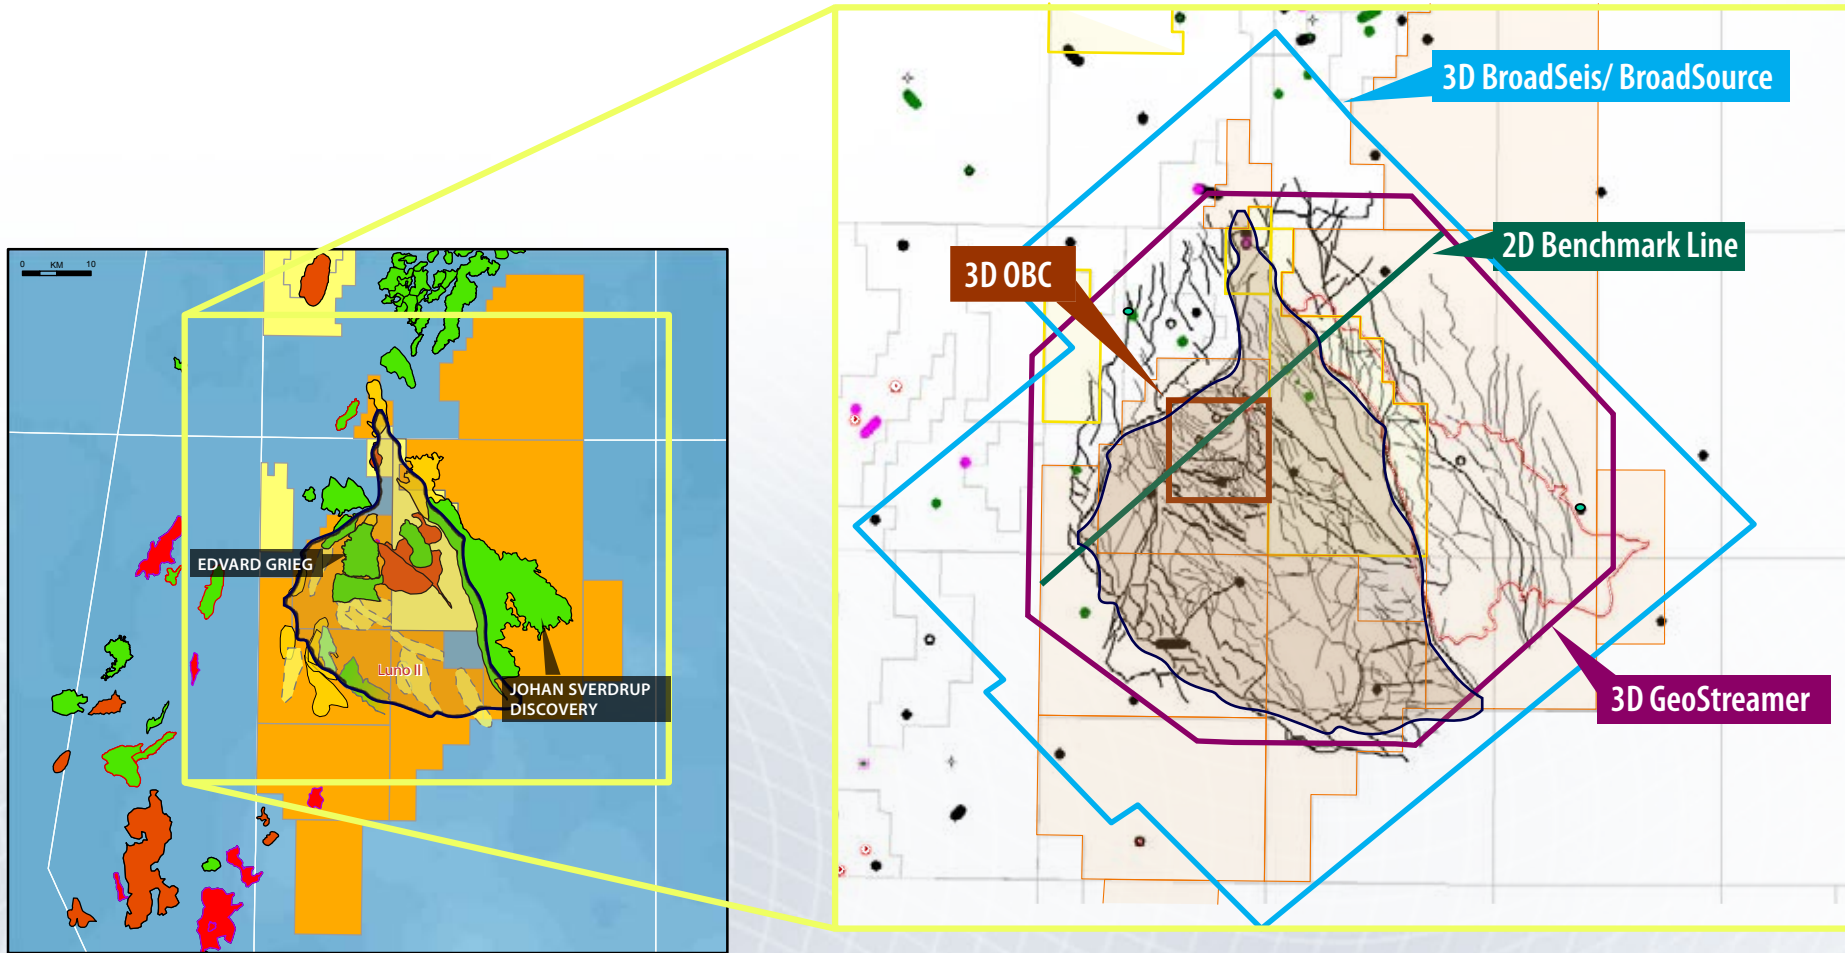 3D BroadSeis/ BroadSource
2D Benchmark Line
3D OBC
0 KM 10
EDVARD GRIEG
Luno II
JOHAN SVERDRUP
DISCOVERY
3D GeoStreamer